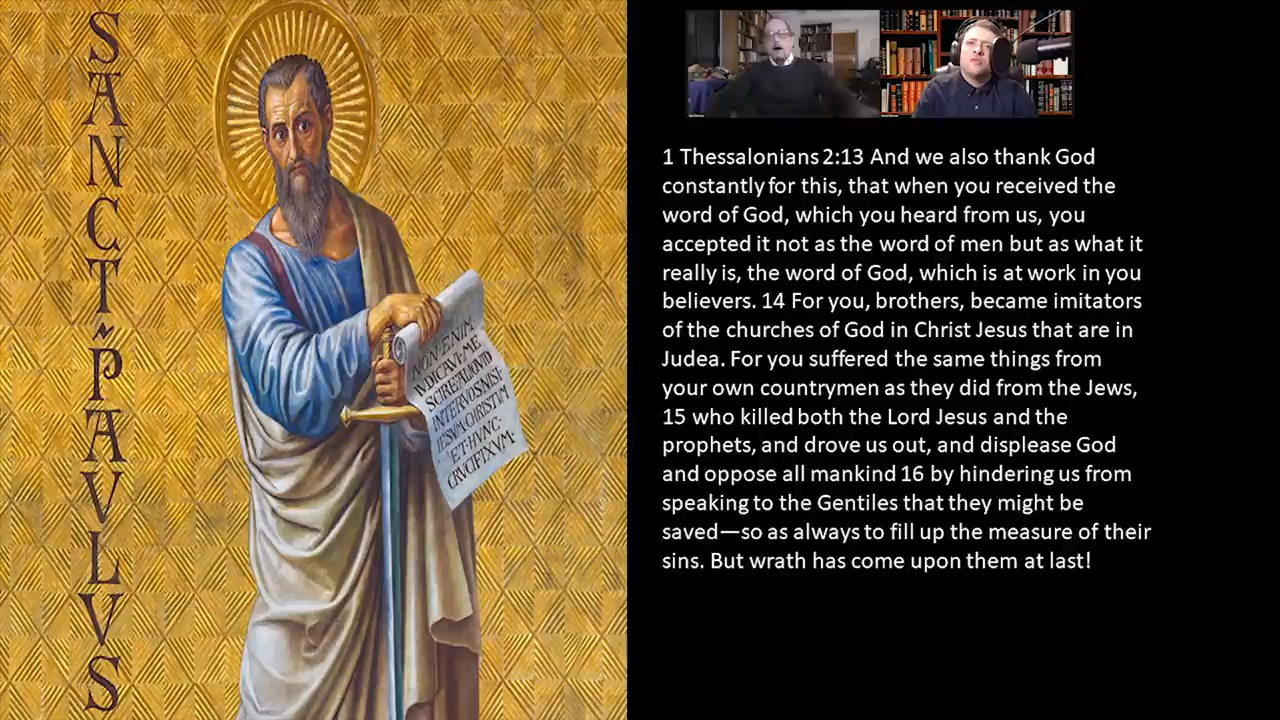 SANCT~PAVLVS
NON·ENIM
IVDICAVI·ME
SCIRE·ALIQVID
INTER·VOS·NISI·
IESVM·CHRISTVM
·ET·HVNC·
CRVCIFIXVM·
1 Thessalonians 2:13 And we also thank God
constantly for this, that when you received the
word of God, which you heard from us, you
accepted it not as the word of men but as what it
really is, the word of God, which is at work in you
believers. 14 For you, brothers, became imitators
of the churches of God in Christ Jesus that are in
Judea. For you suffered the same things from
your own countrymen as they did from the Jews,
15 who killed both the Lord Jesus and the
prophets, and drove us out, and displease God
and oppose all mankind 16 by hindering us from
speaking to the Gentiles that they might be
saved—so as always to fill up the measure of their
sins. But wrath has come upon them at last!